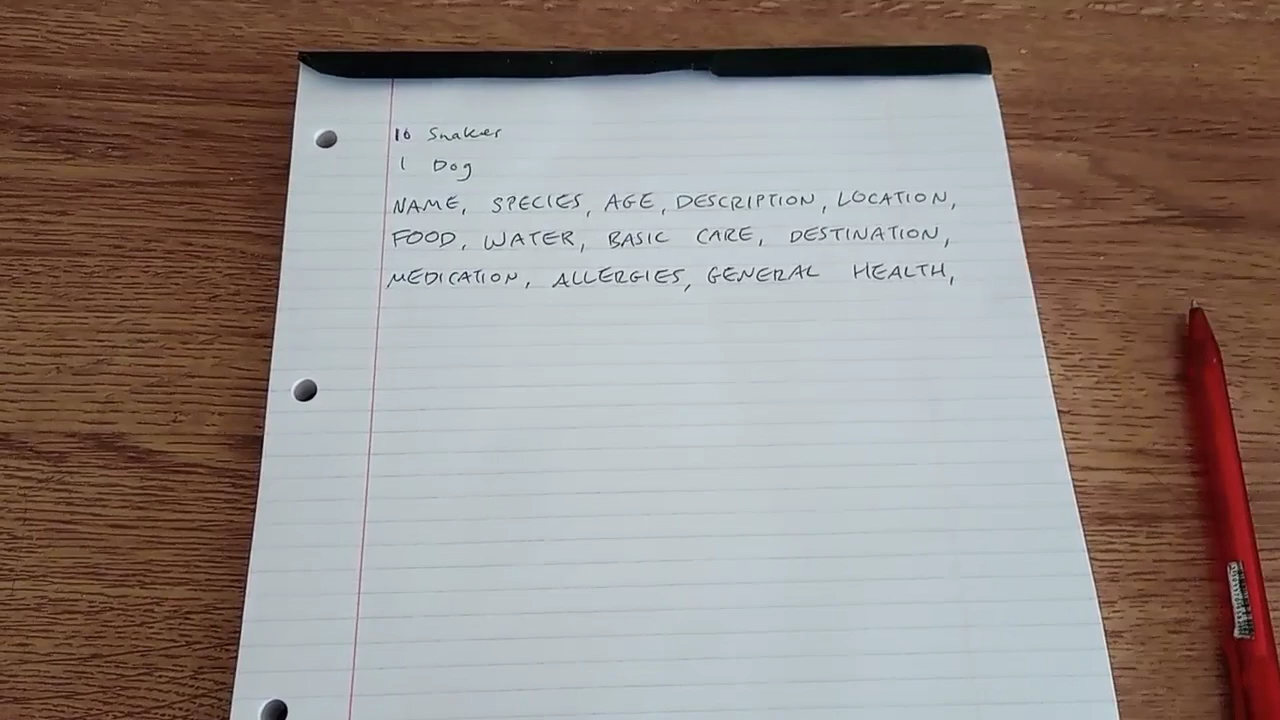 10 Snakes
1 Dog
NAME, SPECIES, AGE, DESCRIPTION, LOCATION,
FOOD, WATER, BASIC CARE, DESTINATION,
MEDICATION, ALLERGIES, GENERAL HEALTH,